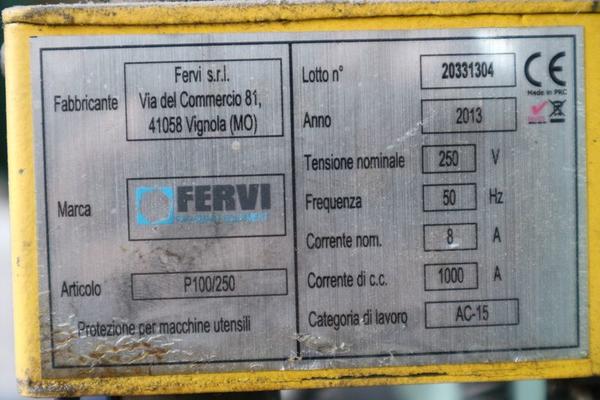 Fabbricante
Fervi s.r.l.
Via del Commercio 81,
41058 Vignola (MO)
Marca
FERVI
Articolo
P100/250
Protezione per macchine utensili
Lotto n°
20331304
CE
Made in PRC
Anno
2013
Tensione nominale
250
V
Frequenza
50
Hz
Corrente nom.
8
A
Corrente di c.c.
1000
A
Categoria di lavoro
AC-15